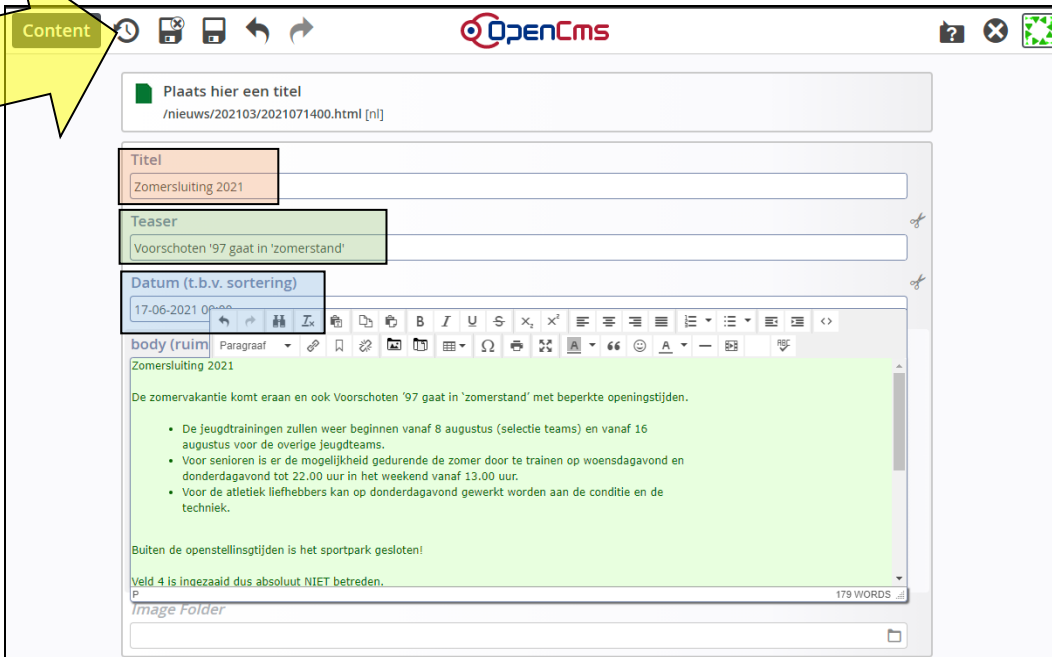 Content
OpenCms
Plaats hier een titel
/nieuws/202103/2021071400.html [nl]
Titel
Zomersluiting 2021
Teaser
Voorschoten '97 gaat in 'zomerstand'
Datum (t.b.v. sortering)
17-06-2021 00:00
body (ruim
Paragraaf
Zomersluiting 2021
De zomervakantie komt eraan en ook Voorschoten ’97 gaat in ‘zomerstand’ met beperkte openingstijden.
• De jeugdtrainingen zullen weer beginnen vanaf 8 augustus (selectie teams) en vanaf 16
augustus voor de overige jeugdteams.
• Voor senioren is er de mogelijkheid gedurende de zomer door te trainen op woensdagavond en
donderdagavond tot 22.00 uur in het weekend vanaf 13.00 uur.
• Voor de atletiek liefhebbers kan op donderdagavond gewerkt worden aan de conditie en de
techniek.
Buiten de openstellinsgtijden is het sportpark gesloten!
Veld 4 is ingezaaid dus absoluut NIET betreden.
P
179 WORDS
Image Folder